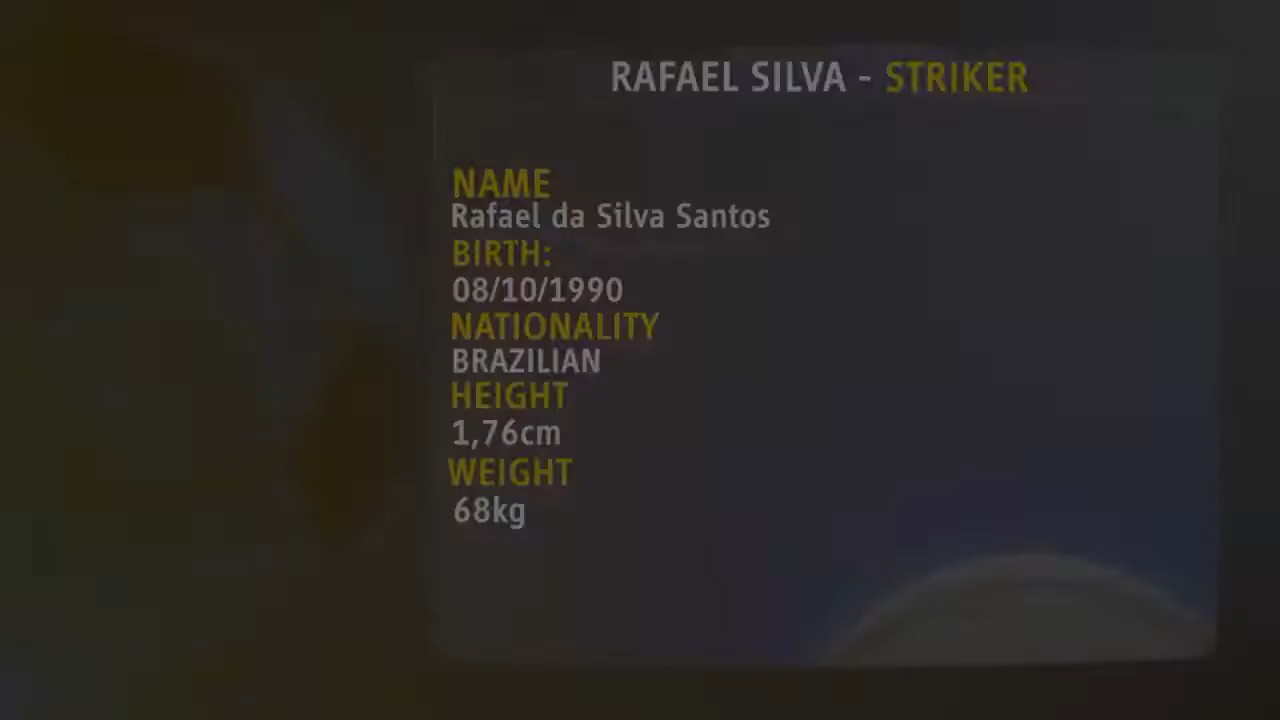 RAFAEL SILVA - STRIKER
NAME
Rafael da Silva Santos
BIRTH:
08/10/1990
NATIONALITY
BRAZILIAN
HEIGHT
1,76cm
WEIGHT
68kg